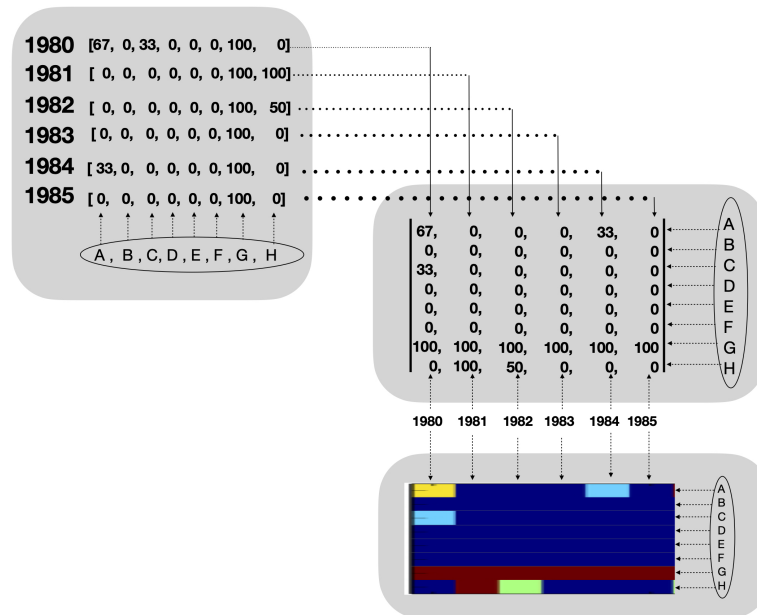 1980 [67, 0, 33, 0, 0, 0, 100, 0]
1981 [ 0, 0, 0, 0, 0, 0, 100, 100]
1982 [ 0, 0, 0, 0, 0, 0, 100, 50]
1983 [ 0, 0, 0, 0, 0, 0, 100, 0]
1984 [ 33, 0, 0, 0, 0, 0, 100, 0]
1985 [ 0, 0, 0, 0, 0, 0, 100, 0]
A, B, C, D, E, F, G, H
67, 0, 0, 0, 33, 0 A
0, 0, 0, 0, 0, 0 B
33, 0, 0, 0, 0, 0 C
0, 0, 0, 0, 0, 0 D
0, 0, 0, 0, 0, 0 E
0, 0, 0, 0, 0, 0 F
100, 100, 100, 100, 100, 100 G
0, 100, 50, 0, 0, 0 H
1980 1981 1982 1983 1984 1985
A
B
C
D
E
F
G
H